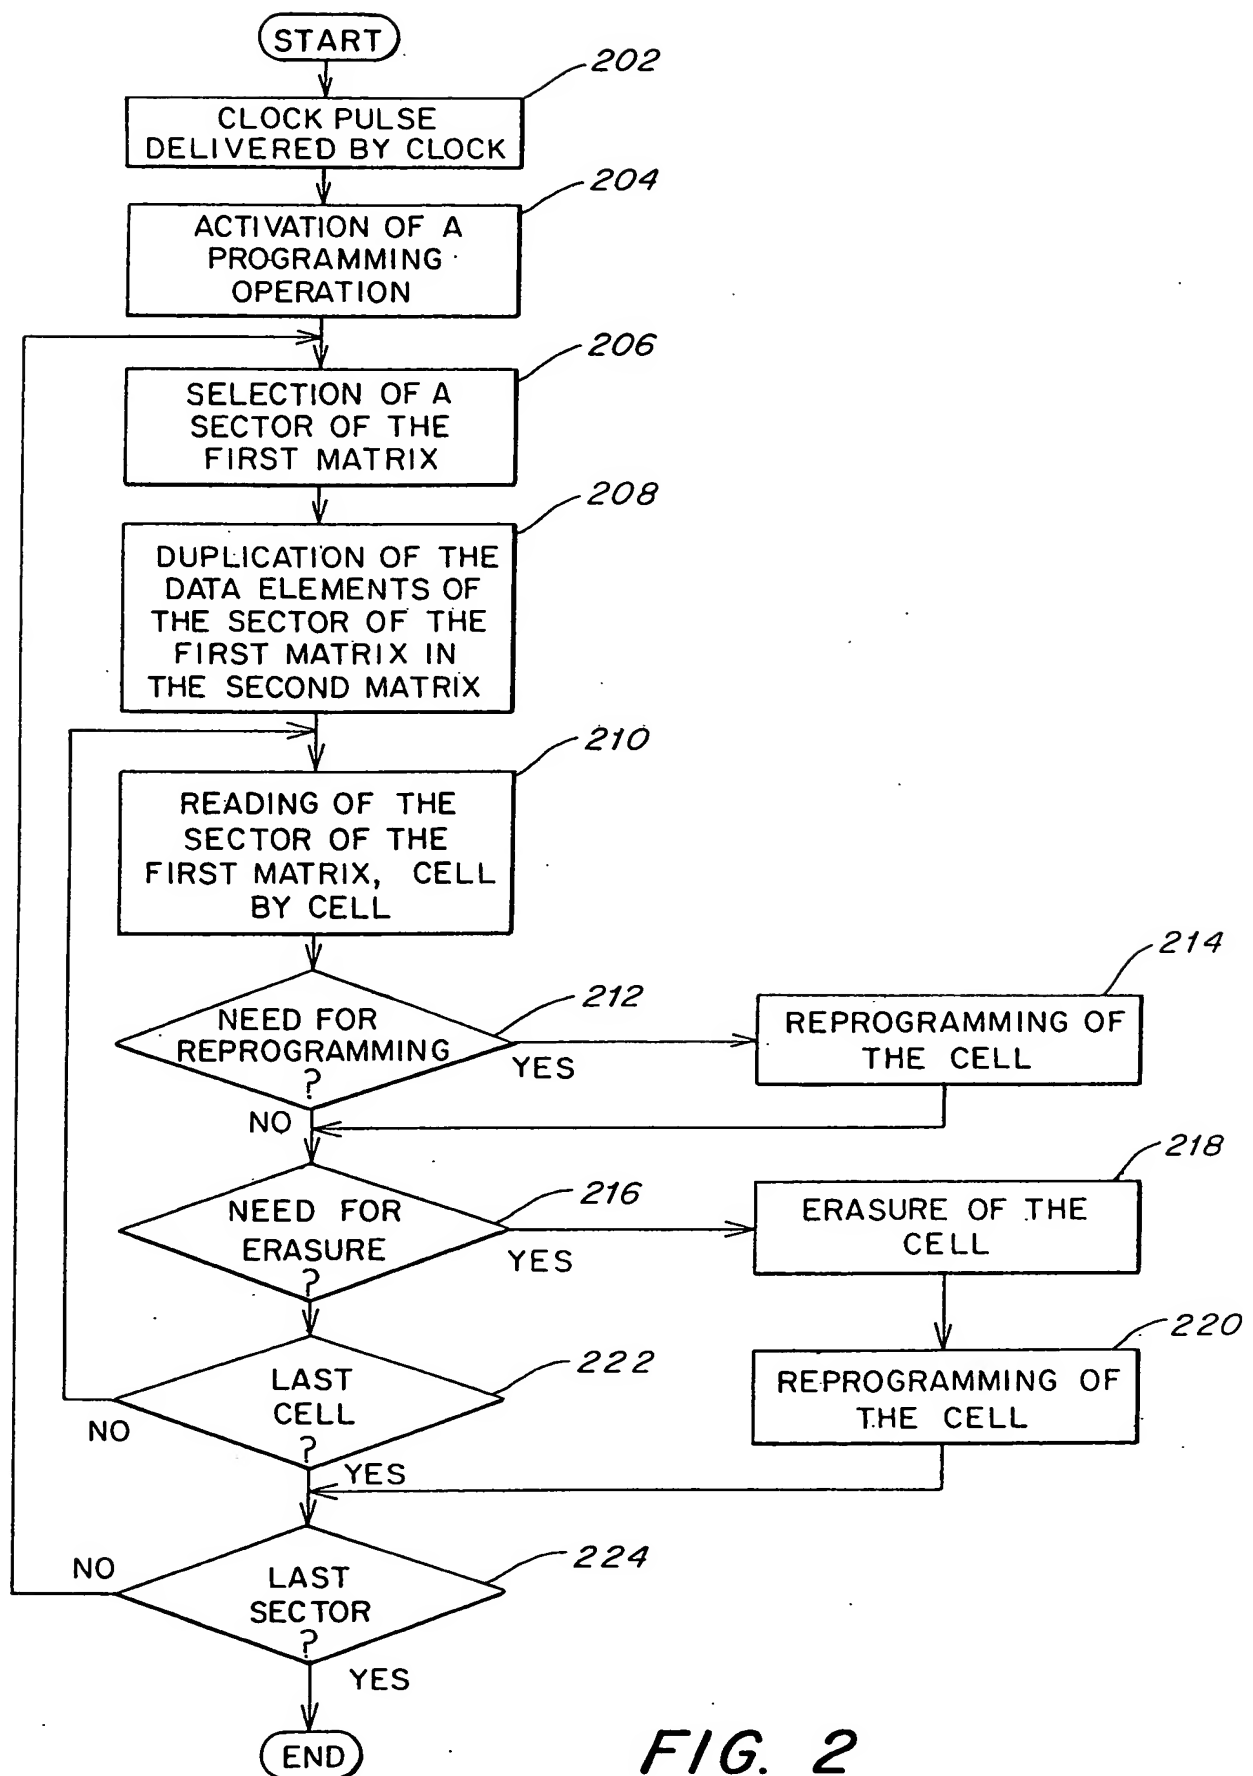 START
202
CLOCK PULSE
DELIVERED BY CLOCK
204
ACTIVATION OF A
PROGRAMMING
OPERATION
206
SELECTION OF A
SECTOR OF THE
FIRST MATRIX
208
DUPLICATION OF THE
DATA ELEMENTS OF
THE SECTOR OF THE
FIRST MATRIX IN
THE SECOND MATRIX
210
READING OF THE
SECTOR OF THE
FIRST MATRIX, CELL
BY CELL
212
NEED FOR
REPROGRAMMING
?
YES
NO
214
REPROGRAMMING OF
THE CELL
216
NEED FOR
ERASURE
?
YES
218
ERASURE OF THE
CELL
220
REPROGRAMMING OF
THE CELL
222
LAST
CELL
?
NO
YES
224
LAST
SECTOR
?
NO
YES
END
FIG. 2